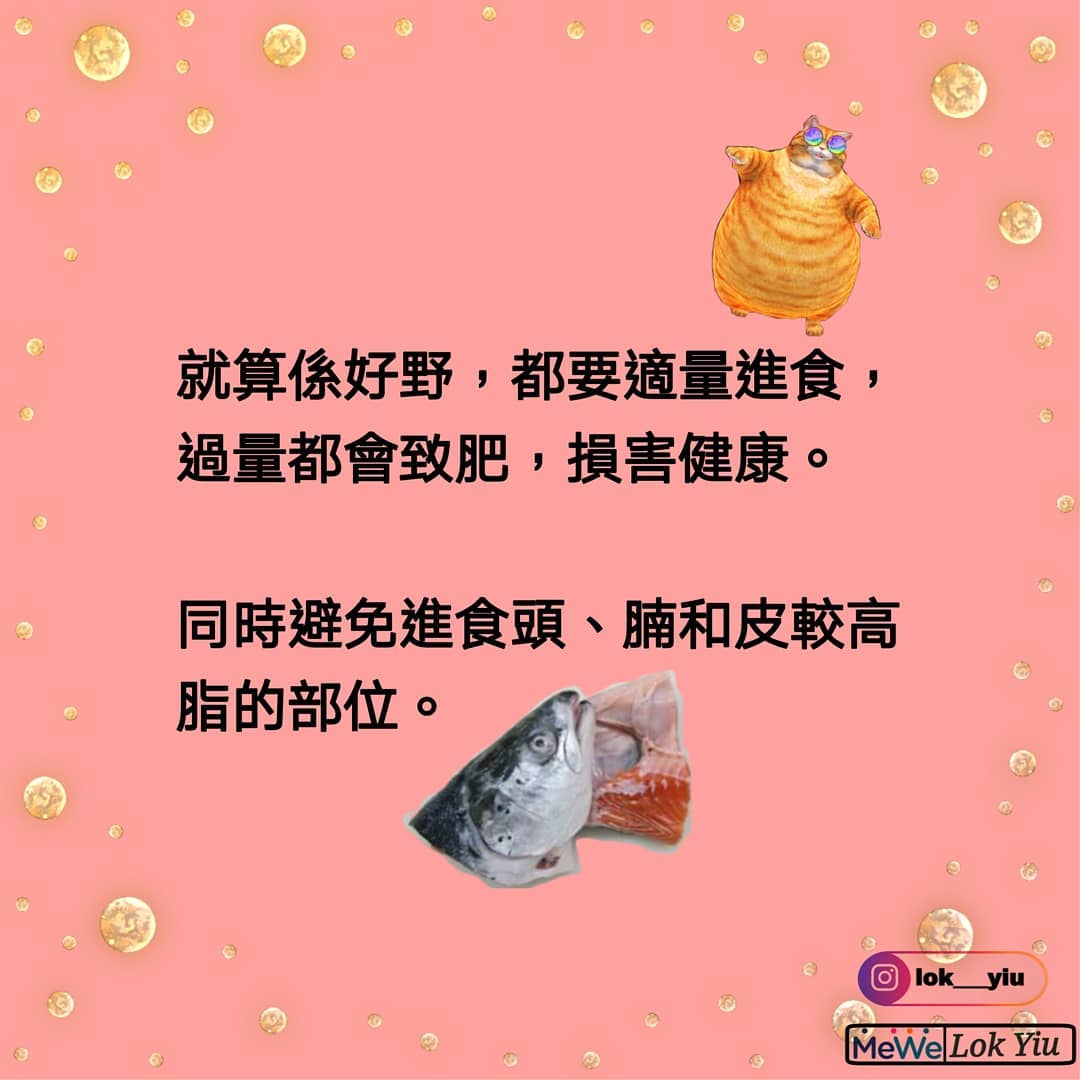 就算係好野，都要適量進食，
過量都會致肥，損害健康。
同時避免進食頭、腩和皮較高
脂的部位。
lok___yiu
MeWe Lok Yiu